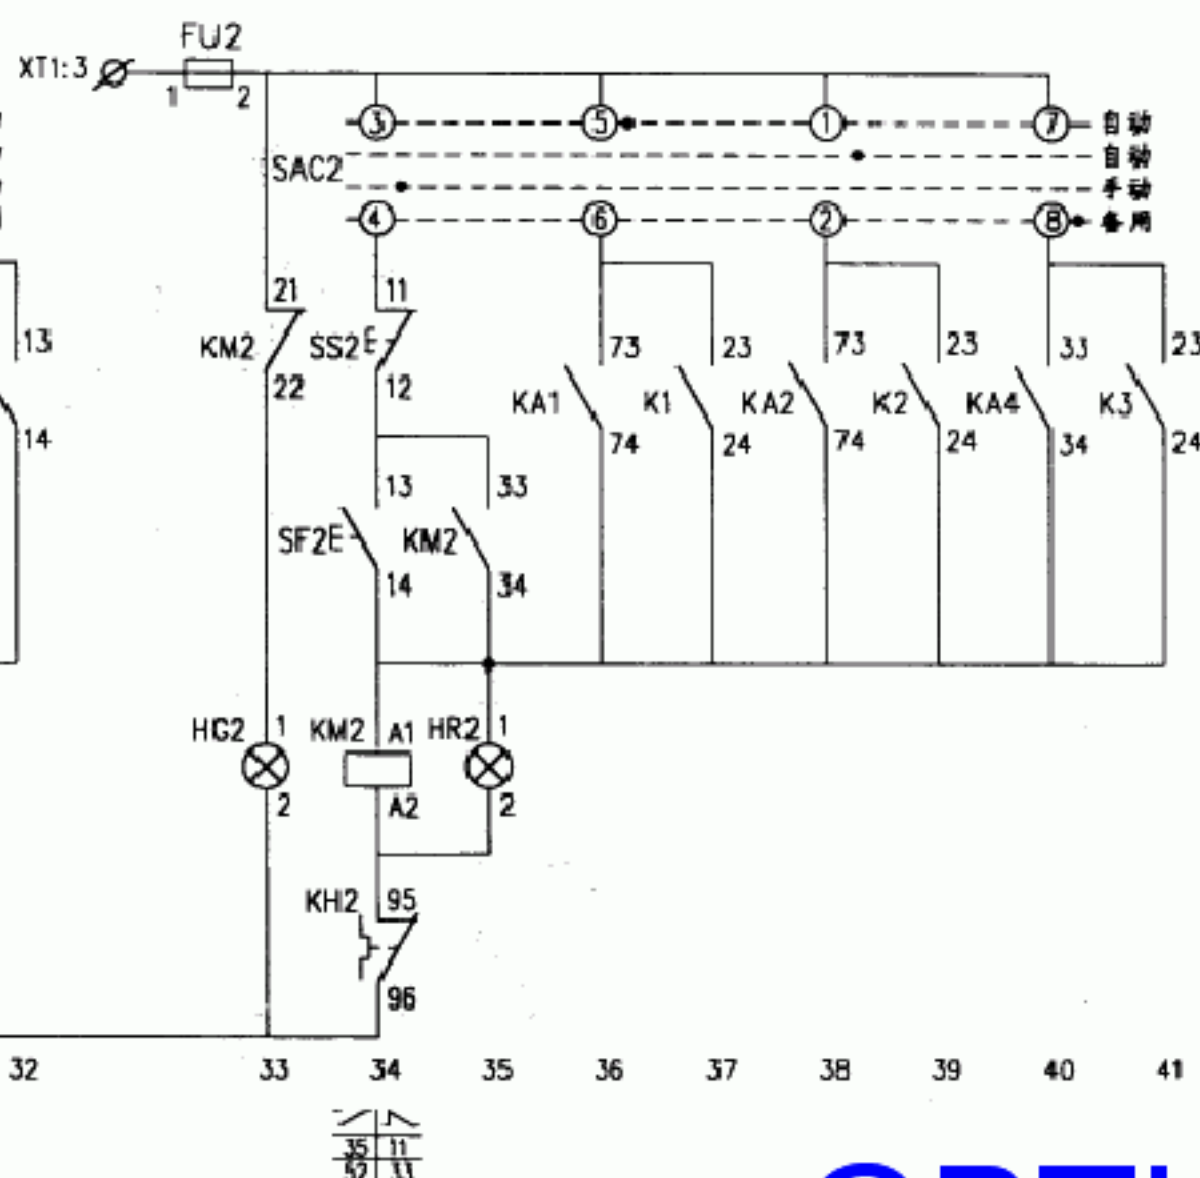 FU2
XT1:3
1 2
3 5 1 7 自动
SAC2 自动
手动
4 6 2 8 备用
21 11
13 KM2 SS2 73 23 73 23 33 23
22 12
KA1 K1 KA2 K2 KA4 K3
14 74 24 74 24 34 24
13 33
SF2 KM2
14 34
HG2 1 KM2 A1 HR2 1
2 A2 2
KH2 95
96
32 33 34 35 36 37 38 39 40 41
35 11
52 33